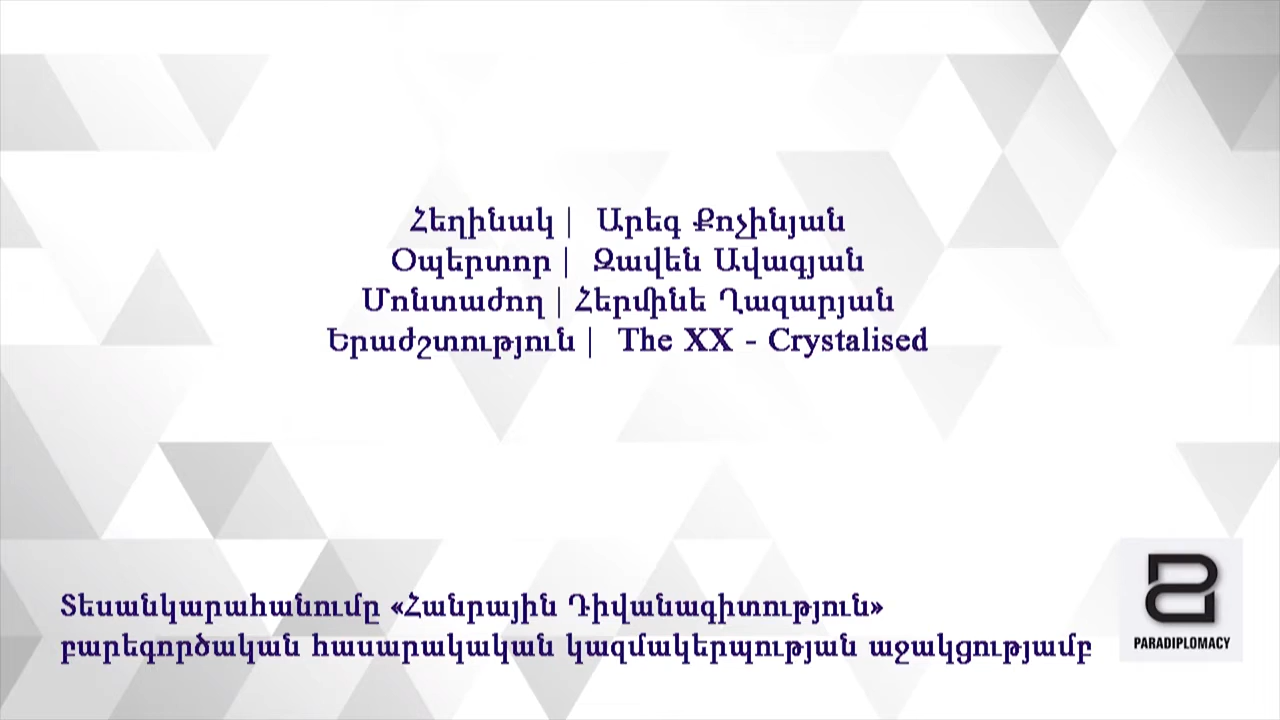 Հեղինակ | Արեգ Քոչինյան
Օպերտոր | Զավեն Ավագյան
Մոնտաժող | Հերմինե Ղազարյան
Երաժշտություն | The XX - Crystalised
Տեսանկարահանումը «Հանրային Դիվանագիտություն»
բարեգործական հասարակական կազմակերպության աջակցությամբ
PARADIPLOMACY